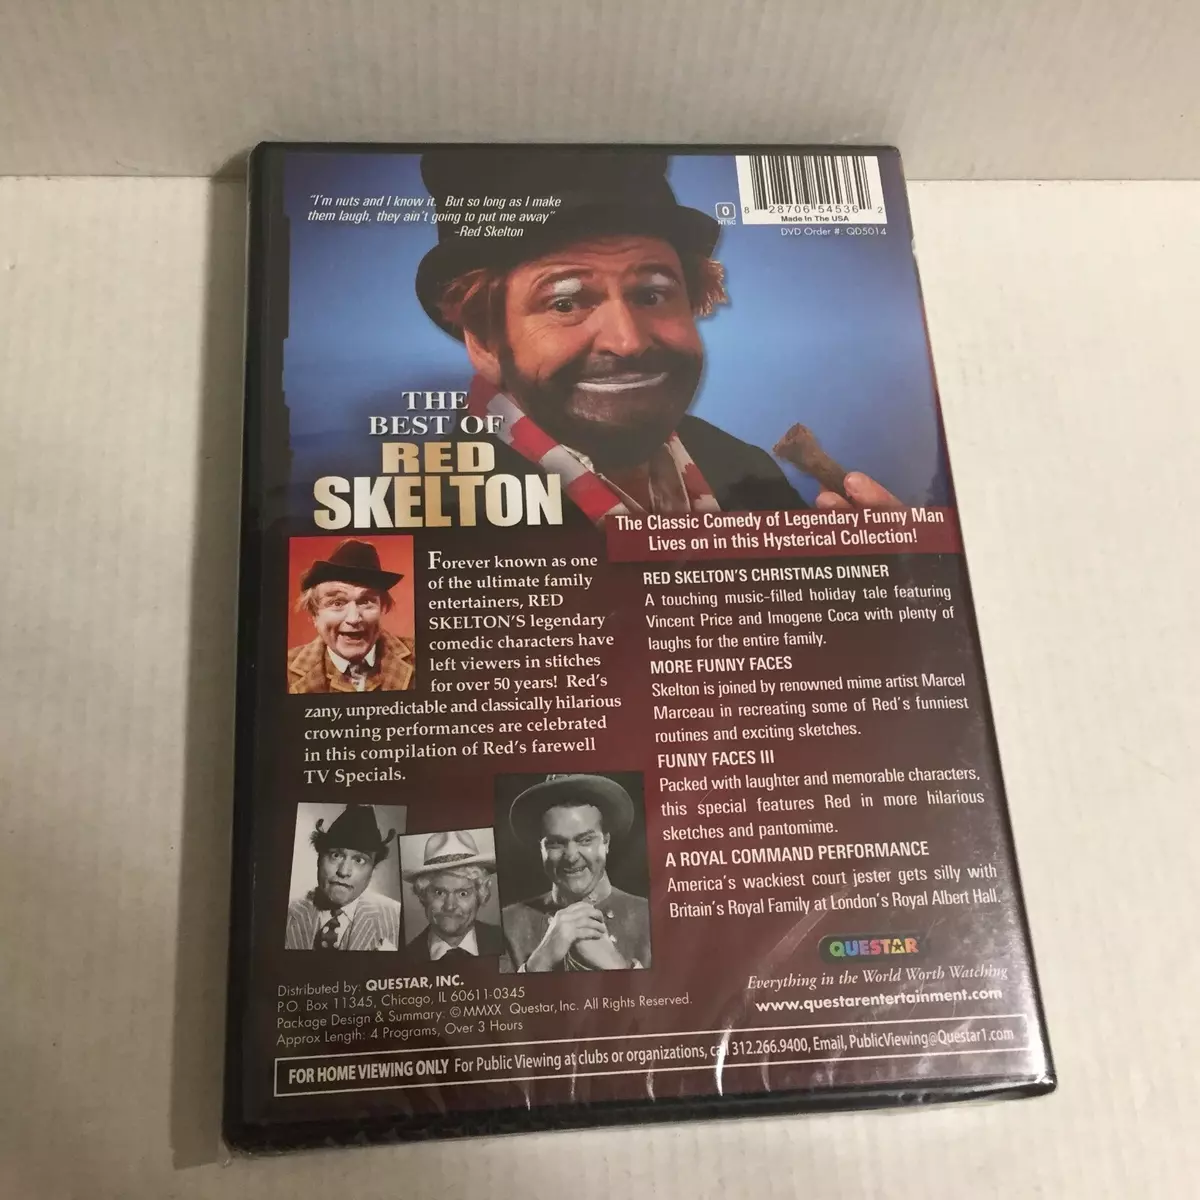 "I'm nuts and I know it. But so long as I make
them laugh, they ain't going to put me away"
-Red Skelton
0
NTSC
8 28706 54536 2
Made In The USA
DVD Order #: QD5014
THE
BEST OF
RED
SKELTON
The Classic Comedy of Legendary Funny Man
Lives on in this Hysterical Collection!
Forever known as one
of the ultimate family
entertainers, RED
SKELTON'S legendary
comedic characters have
left viewers in stitches
for over 50 years! Red's
zany, unpredictable and classically hilarious
crowning performances are celebrated
in this compilation of Red's farewell
TV Specials.
RED SKELTON'S CHRISTMAS DINNER
A touching music-filled holiday tale featuring
Vincent Price and Imogene Coca with plenty of
laughs for the entire family.
MORE FUNNY FACES
Skelton is joined by renowned mime artist Marcel
Marceau in recreating some of Red's funniest
routines and exciting sketches.
FUNNY FACES III
Packed with laughter and memorable characters,
this special features Red in more hilarious
sketches and pantomime.
A ROYAL COMMAND PERFORMANCE
America's wackiest court jester gets silly with
Britain's Royal Family at London's Royal Albert Hall.
QUESTAR
Everything in the World Worth Watching
www.questarentertainment.com
Distributed by: QUESTAR, INC.
P.O. Box 11345, Chicago, IL 60611-0345
Package Design & Summary: ©MMXX Questar, Inc. All Rights Reserved.
Approx Length: 4 Programs, Over 3 Hours
FOR HOME VIEWING ONLY For Public Viewing at clubs or organizations, call 312.266.9400, Email, PublicViewing@Questar1.com